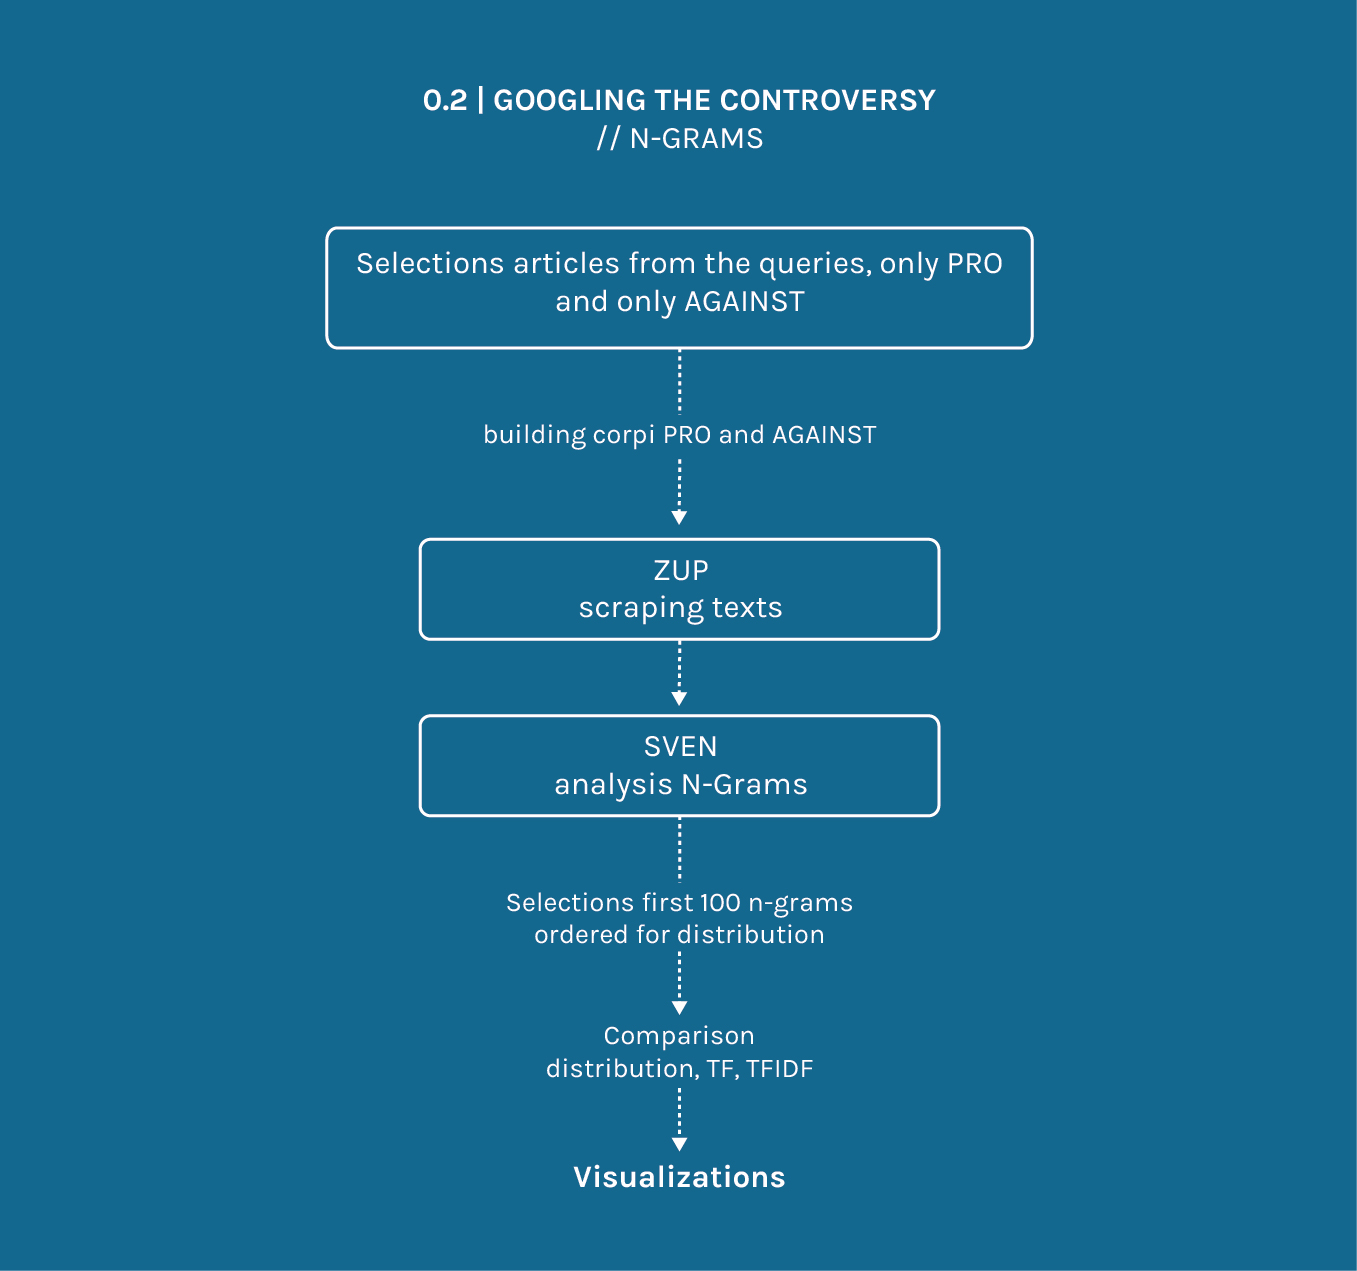 0.2 | GOOGLING THE CONTROVERSY
// N-GRAMS
Selections articles from the queries, only PRO
and only AGAINST
building corpi PRO and AGAINST
ZUP
scraping texts
SVEN
analysis N-Grams
Selections first 100 n-grams
ordered for distribution
Comparison
distribution, TF, TFIDF
Visualizations